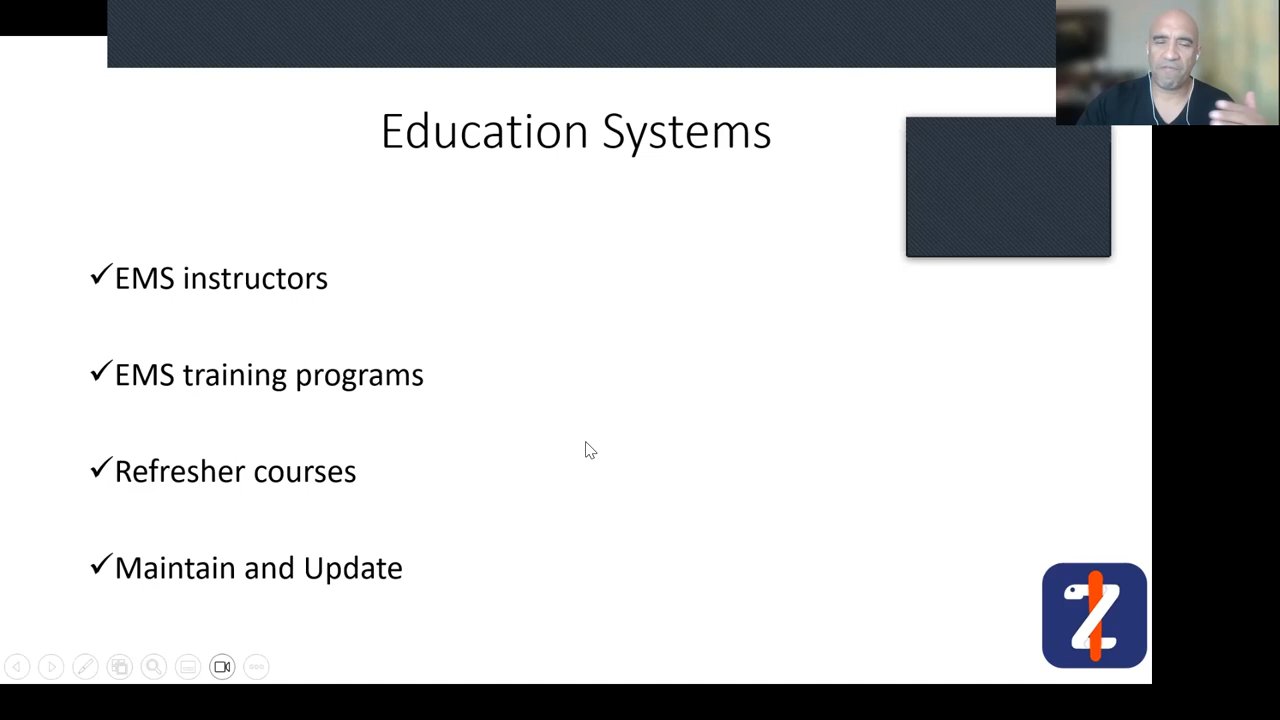 Education Systems
✓EMS instructors
✓EMS training programs
✓Refresher courses
✓Maintain and Update